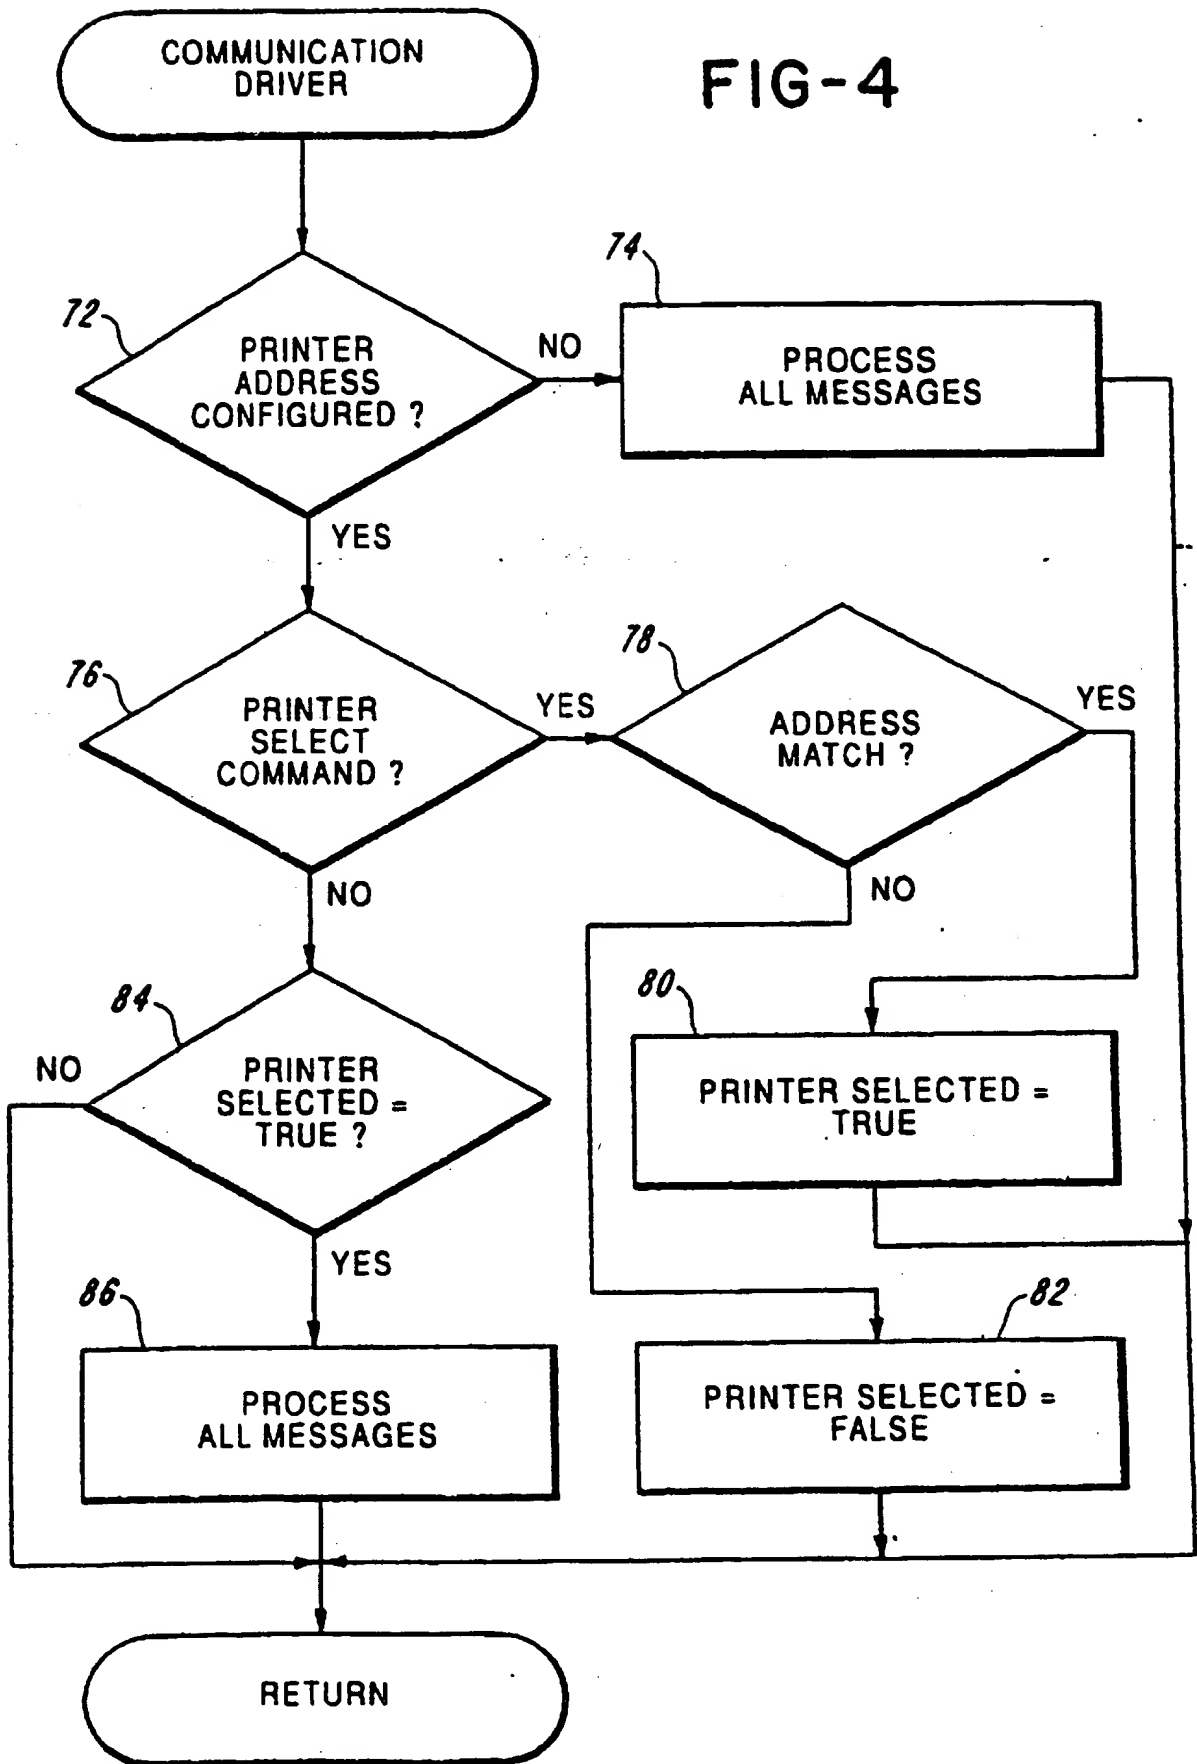 COMMUNICATION
DRIVER
FIG-4
74
72
PRINTER
ADDRESS
CONFIGURED ?
NO
PROCESS
ALL MESSAGES
YES
76
PRINTER
SELECT
COMMAND ?
YES
78
ADDRESS
MATCH ?
YES
NO
NO
84
NO
PRINTER
SELECTED =
TRUE ?
80
PRINTER SELECTED =
TRUE
YES
86
PROCESS
ALL MESSAGES
82
PRINTER SELECTED =
FALSE
RETURN